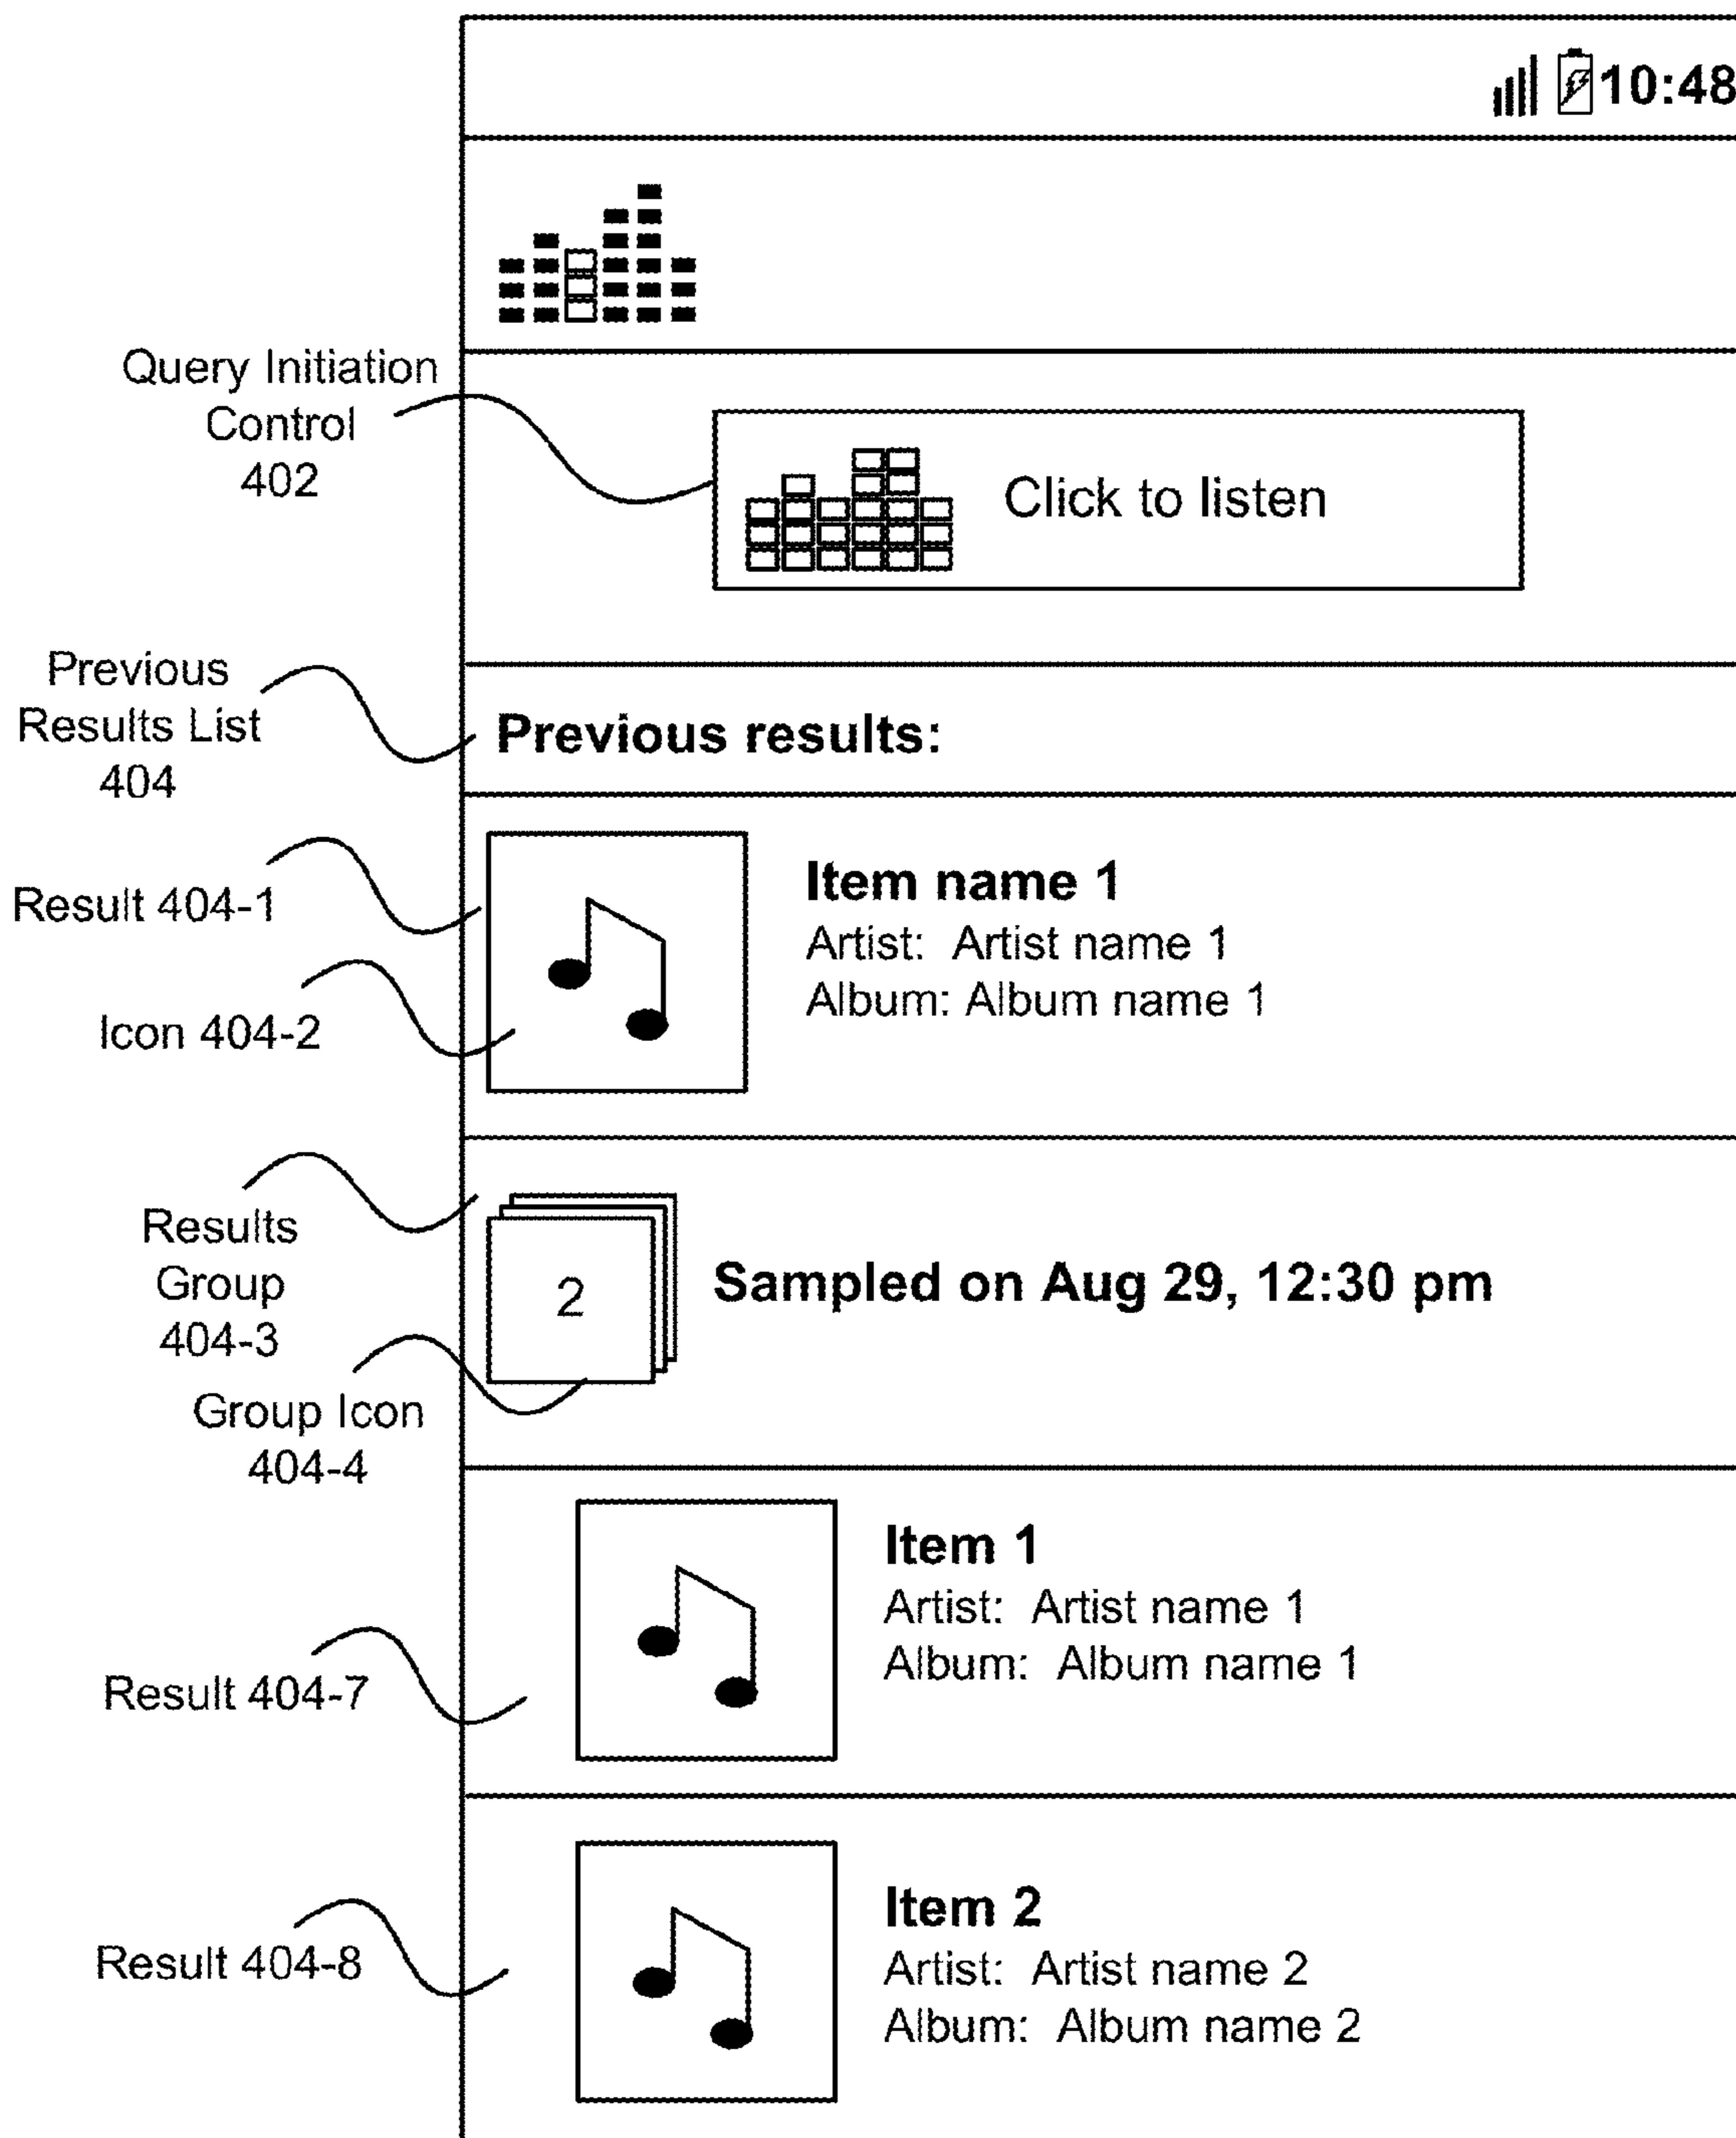 10:48
Query Initiation
Control
402
Click to listen
Previous
Results List
404
Previous results:
Result 404-1
Icon 404-2
Item name 1
Artist: Artist name 1
Album: Album name 1
Results
Group
404-3
Group Icon
404-4
2
Sampled on Aug 29, 12:30 pm
Result 404-7
Item 1
Artist: Artist name 1
Album: Album name 1
Result 404-8
Item 2
Artist: Artist name 2
Album: Album name 2